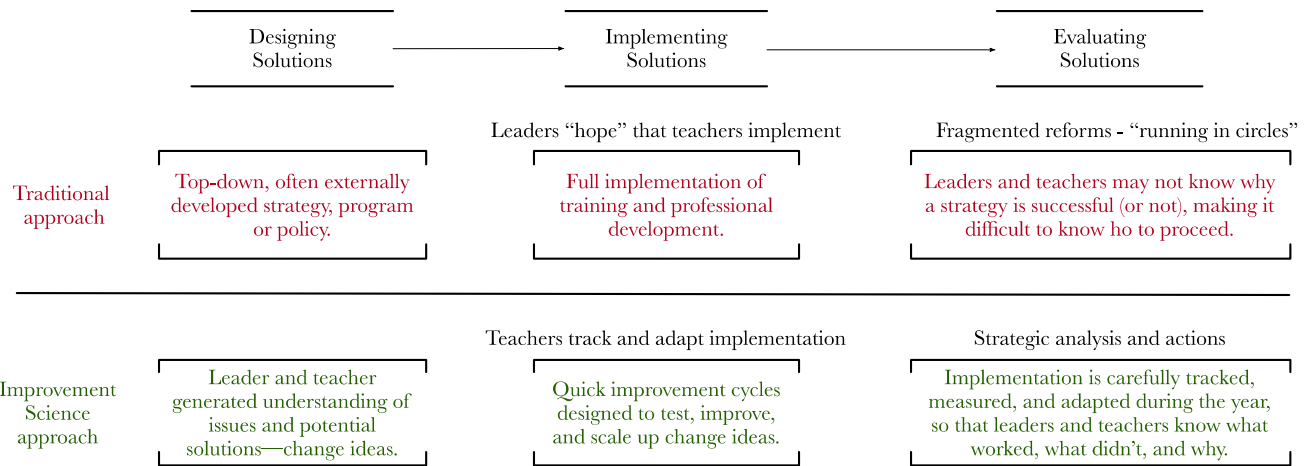 Designing
Solutions
Implementing
Solutions
Evaluating
Solutions
Leaders “hope” that teachers implement
Fragmented reforms - “running in circles”
Traditional
approach
Top-down, often externally
developed strategy, program
or policy.
Full implementation of
training and professional
development.
Leaders and teachers may not know why
a strategy is successful (or not), making it
difficult to know ho to proceed.
Teachers track and adapt implementation
Strategic analysis and actions
Improvement
Science
approach
Leader and teacher
generated understanding of
issues and potential
solutions—change ideas.
Quick improvement cycles
designed to test, improve,
and scale up change ideas.
Implementation is carefully tracked,
measured, and adapted during the year,
so that leaders and teachers know what
worked, what didn’t, and why.